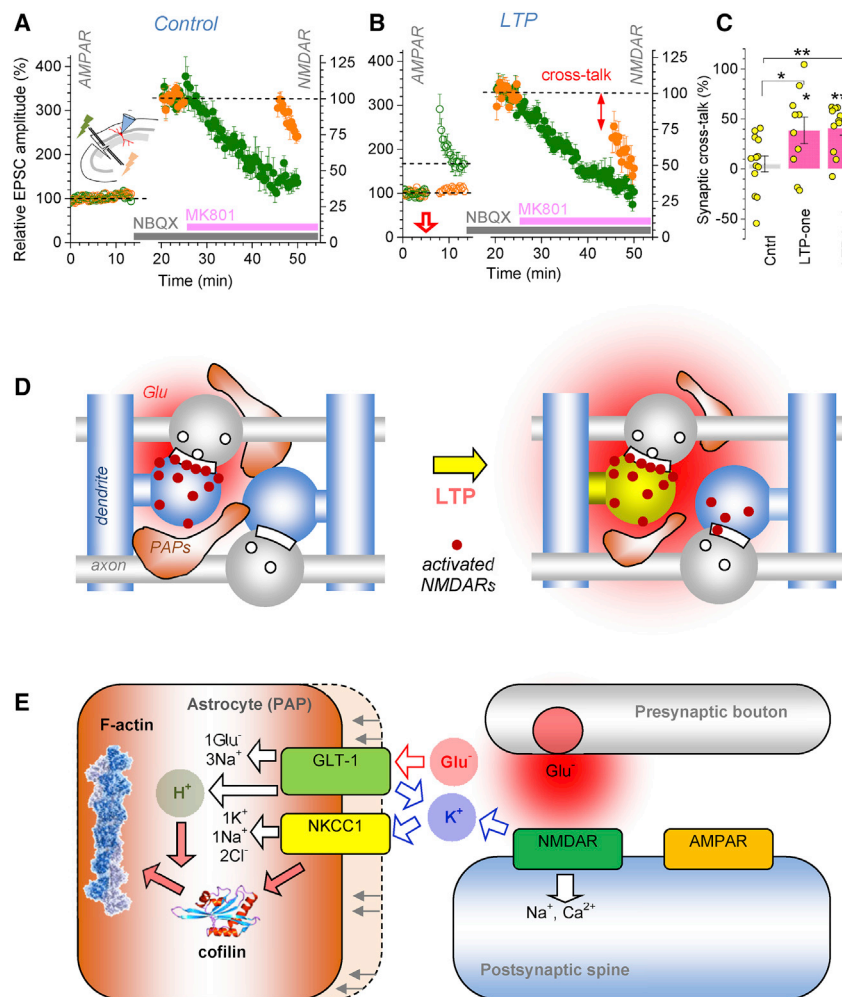 A
Control
AMPAR
NMDAR
Relative EPSC amplitude (%)
400
300
200
100
0
125
100
75
50
25
0
MK801
NBQX
0
10
20
30
40
50
Time (min)
B
LTP
AMPAR
NMDAR
cross-talk
400
300
200
100
0
125
100
75
50
25
0
MK801
NBQX
0
10
20
30
40
50
Time (min)
C
Synaptic cross-talk (%)
**
*
*
**
100
50
0
-50
Cntrl
LTP-one
D
Glu
dendrite
PAPs
axon
LTP
activated
NMDARs
E
Astrocyte (PAP)
F-actin
1Glu⁻
3Na⁺
GLT-1
Glu⁻
H⁺
K⁺
1K⁺
1Na⁺
2Cl⁻
NKCC1
cofilin
Presynaptic bouton
Glu⁻
NMDAR
AMPAR
Na⁺, Ca²⁺
Postsynaptic spine